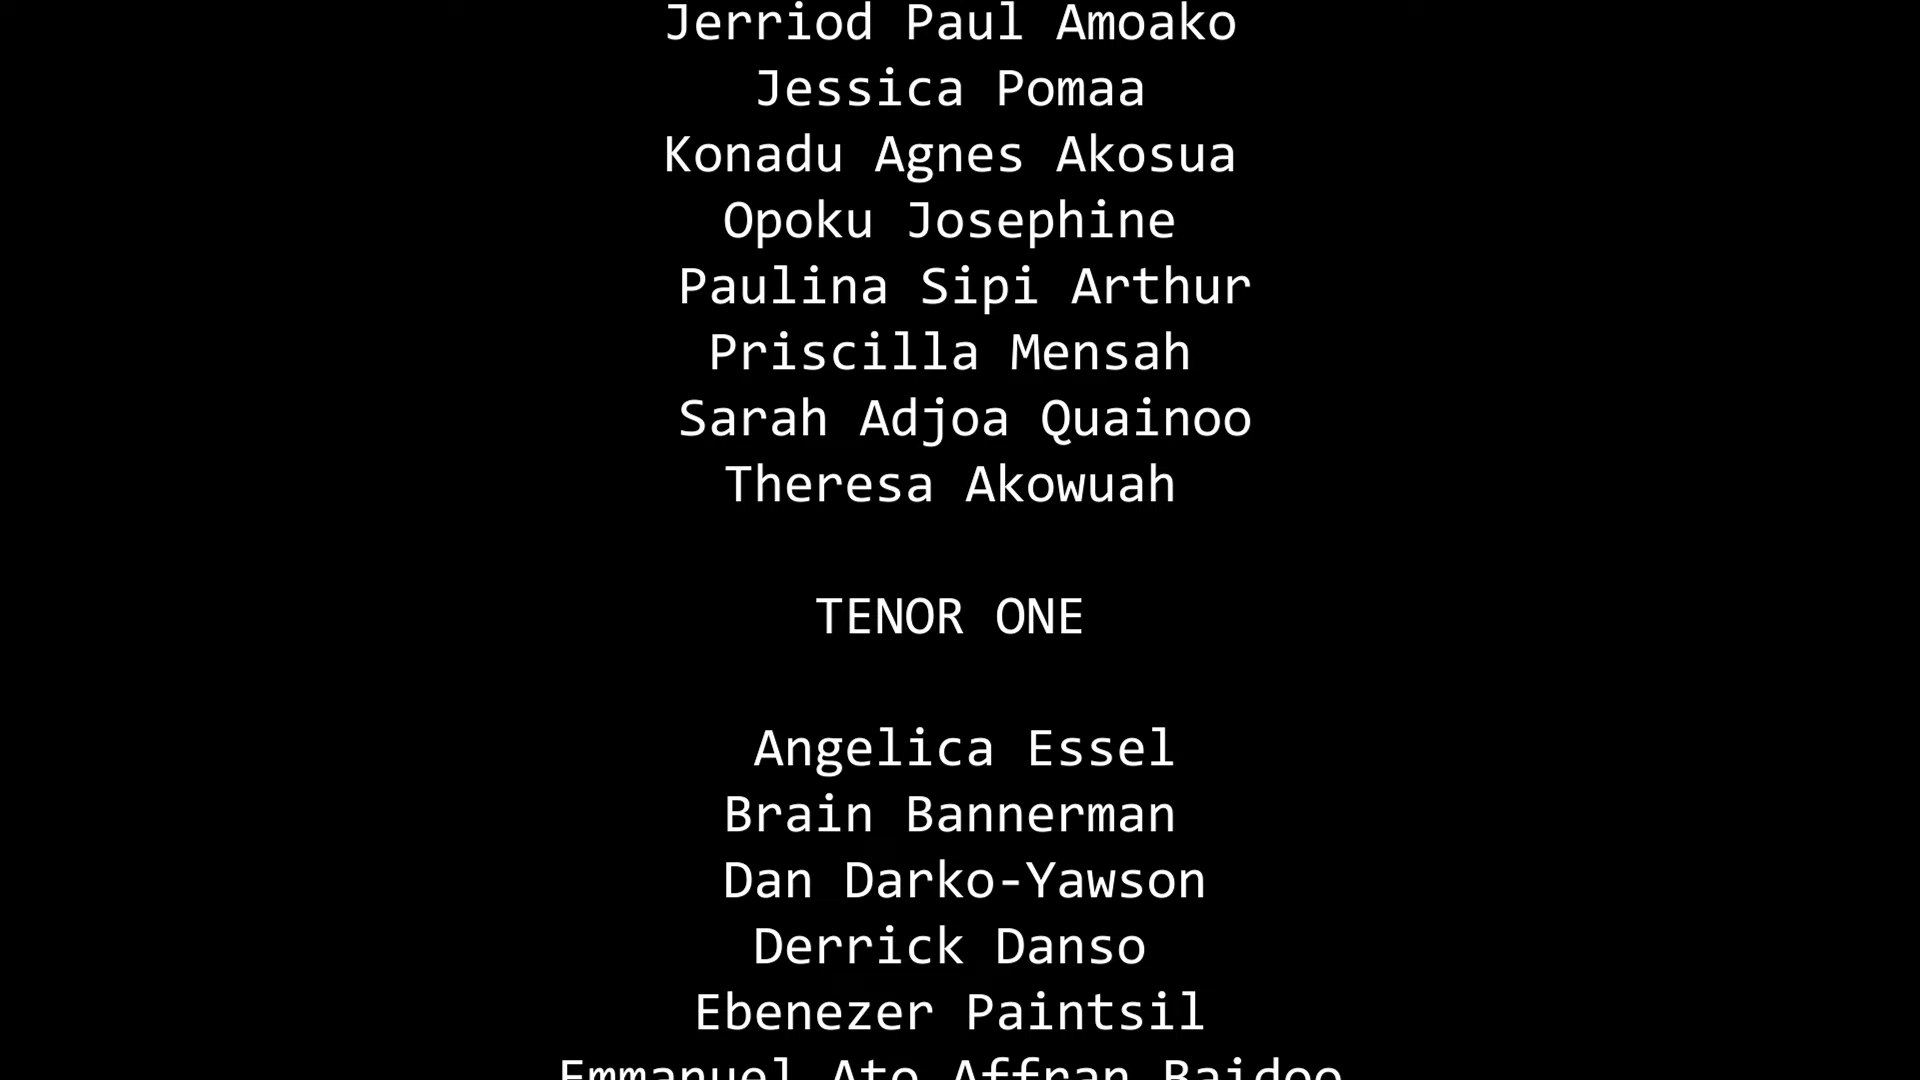 Jerriod Paul Amoako
Jessica Pomaa
Konadu Agnes Akosua
Opoku Josephine
Paulina Sipi Arthur
Priscilla Mensah
Sarah Adjoa Quainoo
Theresa Akowuah
TENOR ONE
Angelica Essel
Brain Bannerman
Dan Darko-Yawson
Derrick Danso
Ebenezer Paintsil
Emmanuel Ato Affran Baidoo